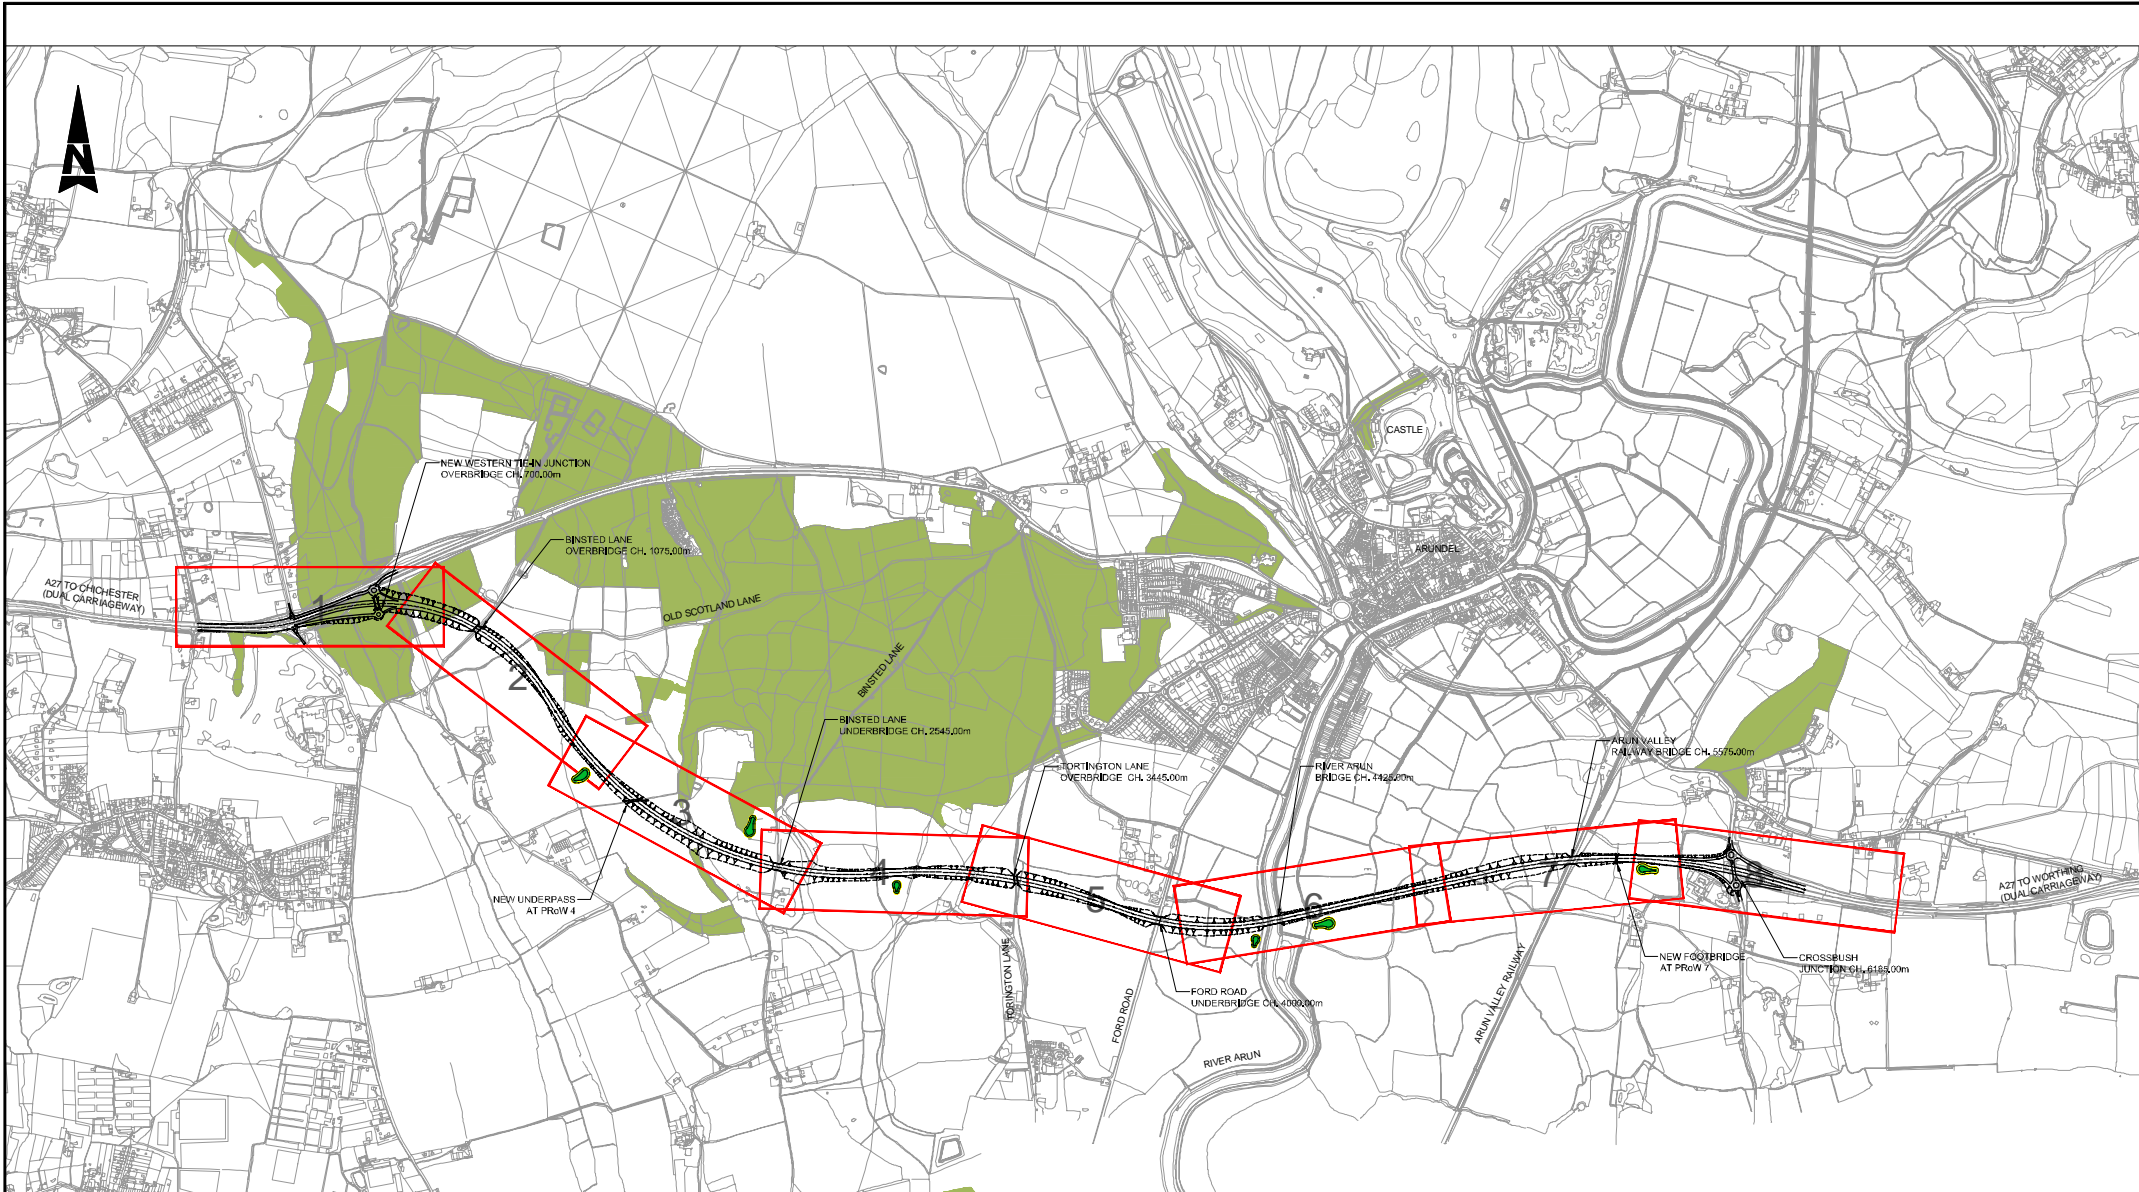 N
CASTLE
NEW WESTERN TIE-IN JUNCTION
OVERBRIDGE CH. 700.00m
BINSTED LANE
OVERBRIDGE CH. 1075.00m
ARUNDEL
A27 TO CHICHESTER
(DUAL CARRIAGEWAY)
1
OLD SCOTLAND LANE
BINSTED LANE
2
BINSTED LANE
UNDERBRIDGE CH. 2545.00m
TORTINGTON LANE
OVERBRIDGE CH. 3445.00m
RIVER ARUN
BRIDGE CH. 4425.00m
ARUN VALLEY
RAILWAY BRIDGE CH. 5575.00m
3
4
5
6
7
8
A27 TO WORTHING
(DUAL CARRIAGEWAY)
NEW UNDERPASS
AT PRoW 4
TORINGTON LANE
FORD ROAD
FORD ROAD
UNDERBRIDGE CH. 4000.00m
RIVER ARUN
ARUN VALLEY RAILWAY
NEW FOOTBRIDGE
AT PRoW 7
CROSSBUSH
JUNCTION CH. 6185.00m